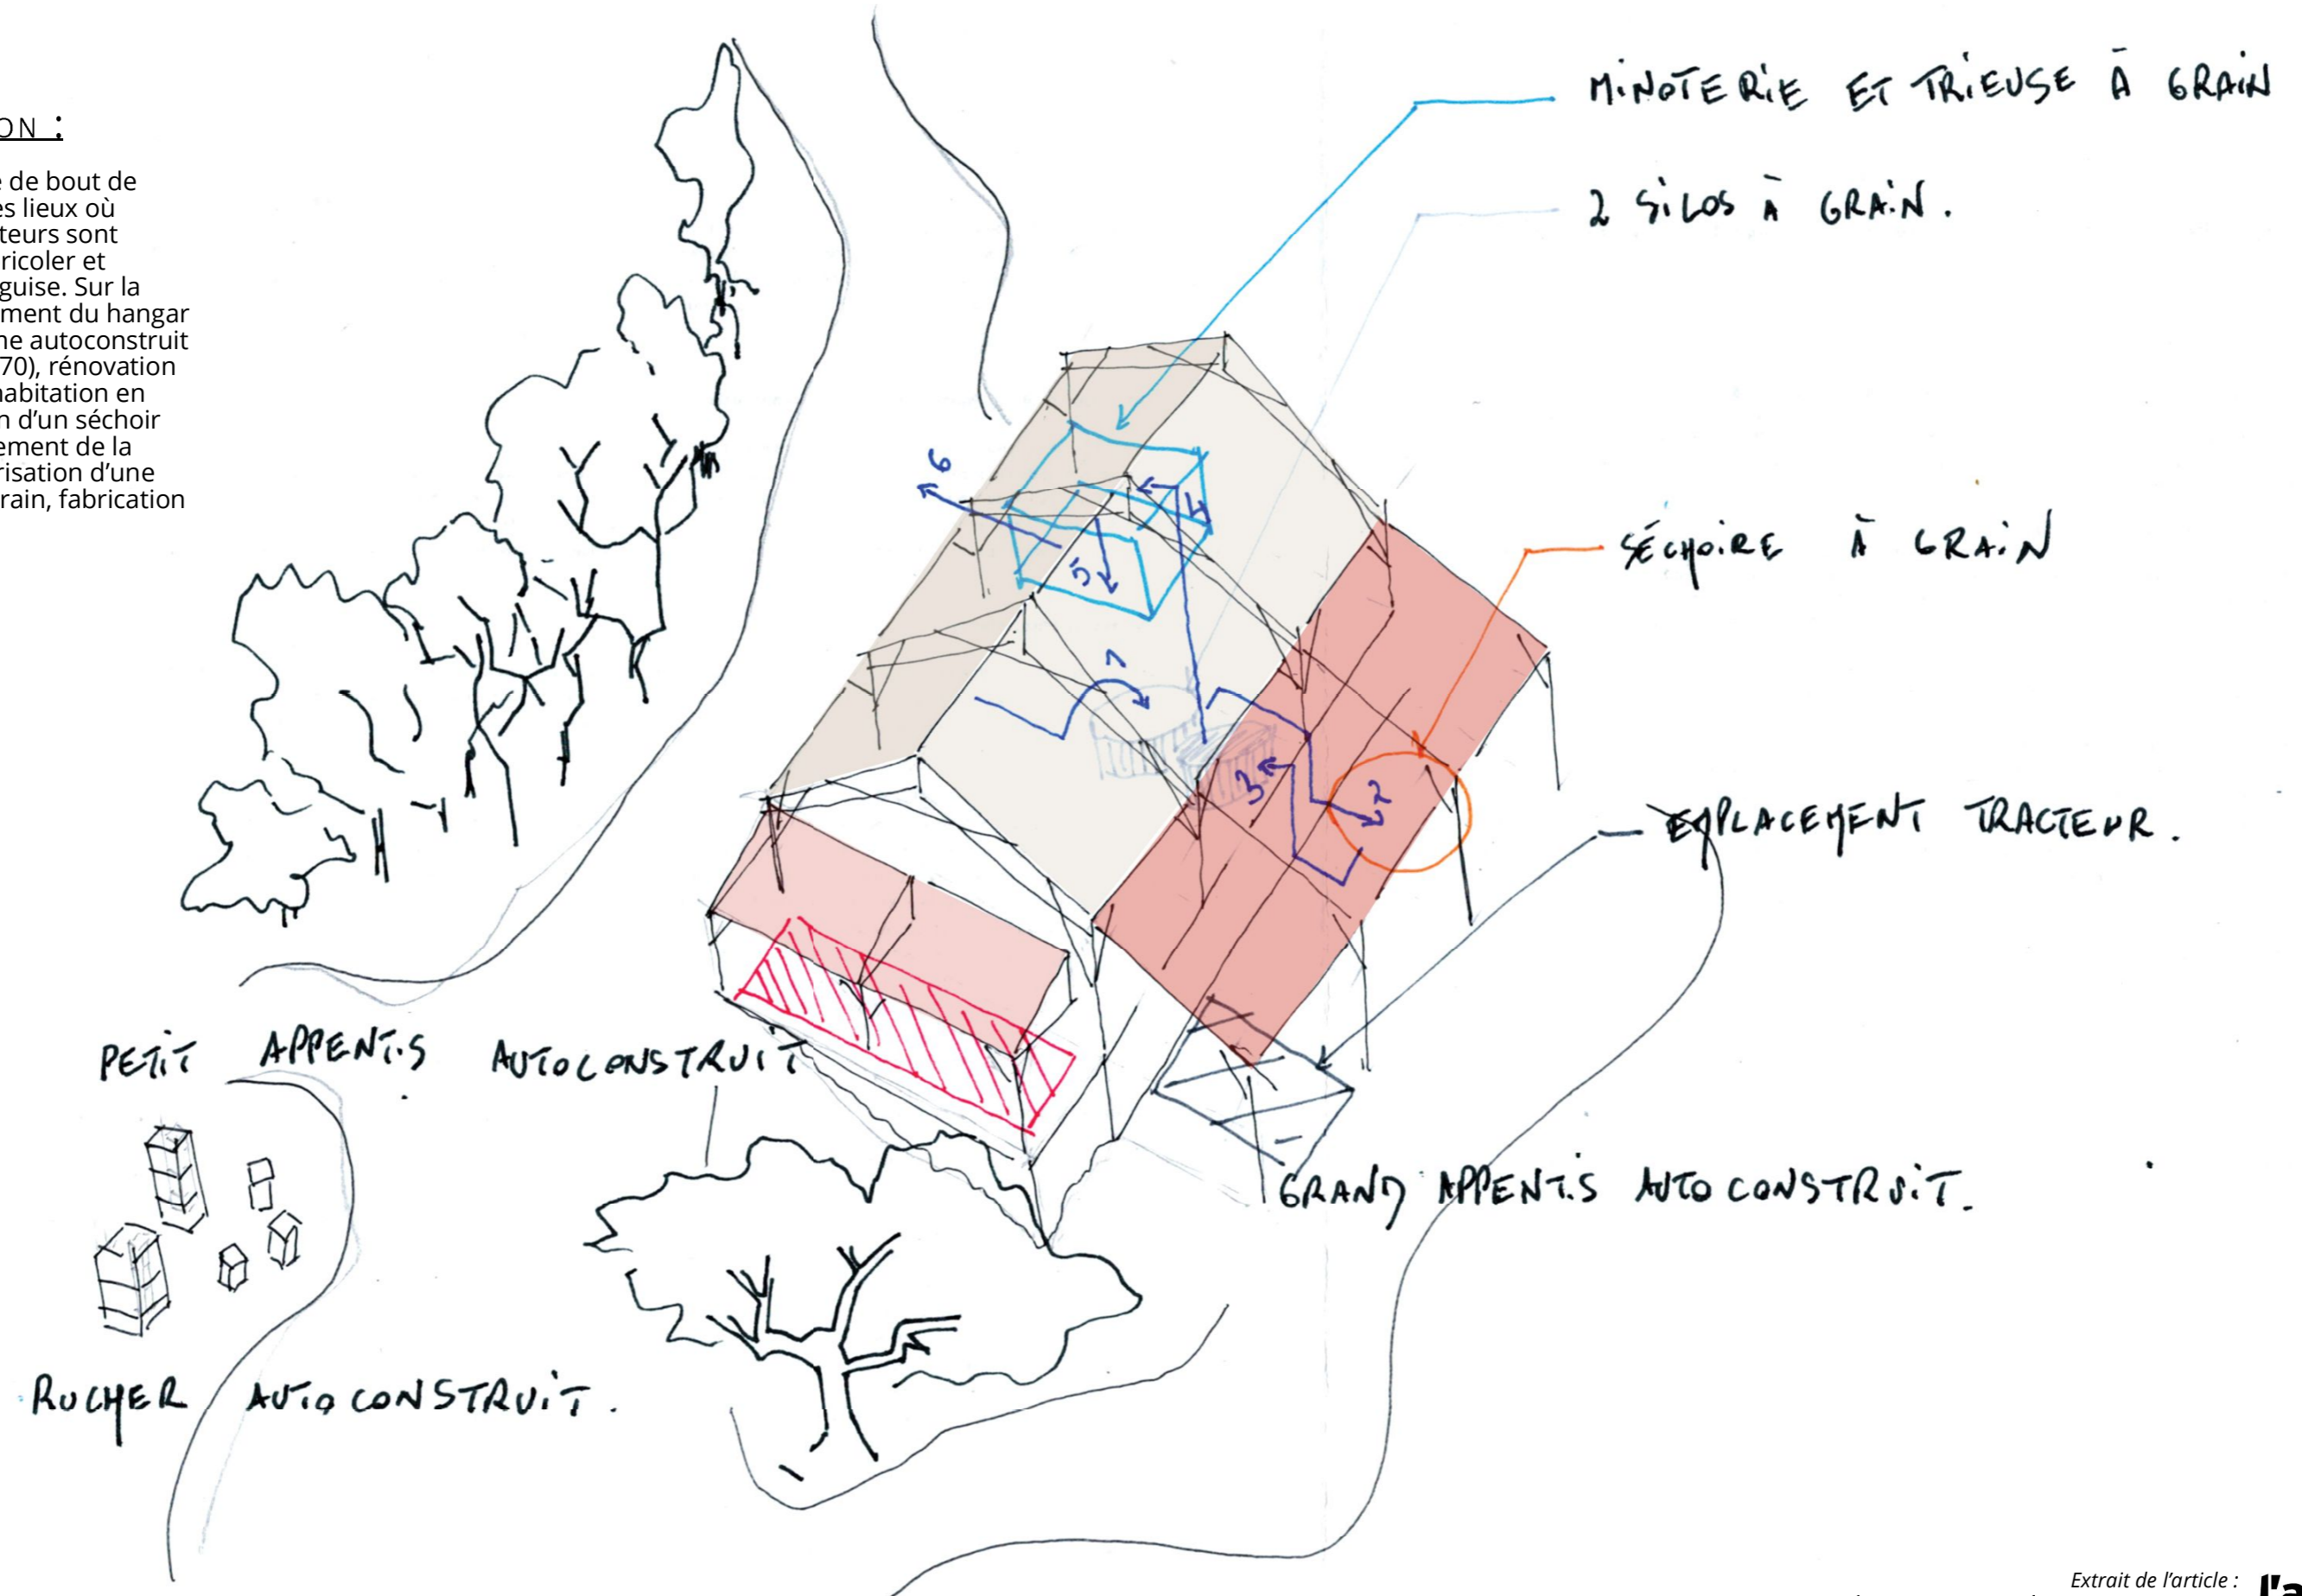 ON :
e de bout de
es lieux où
teurs sont
ricoler et
guise. Sur la
ment du hangar
ne autoconstruit
70), rénovation
habitation en
n d'un séchoir
ement de la
risation d'une
rain, fabrication
MINOTERIE ET TRIEUSE À GRAIN
2 SILOS À GRAIN.
SÉCHOIRE À GRAIN
EMPLACEMENT TRACTEUR.
6
4
5
1
3
2
PETIT APPENTIS AUTOCONSTRUIT
GRAND APPENTIS AUTOCONSTRUIT.
RUCHER AUTOCONSTRUIT.
Extrait de l'article :
l'a